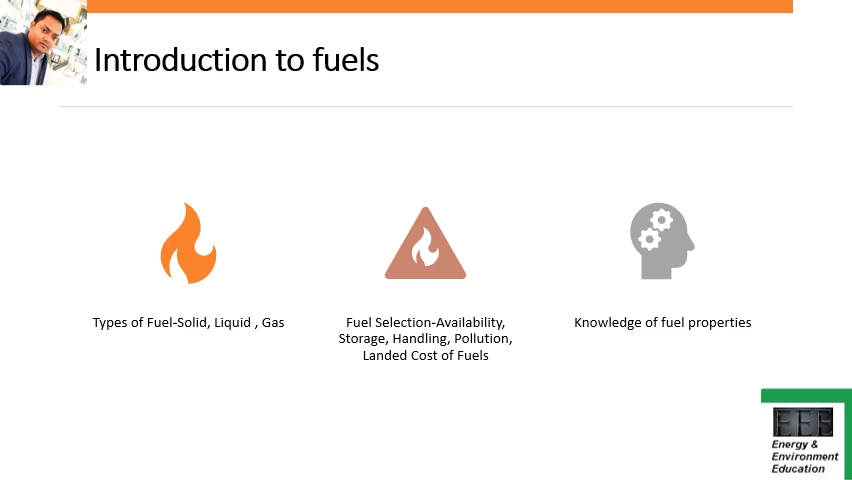 Introduction to fuels
Types of Fuel-Solid, Liquid , Gas
Fuel Selection-Availability,
Storage, Handling, Pollution,
Landed Cost of Fuels
Knowledge of fuel properties
EEE
Energy &
Environment
Education